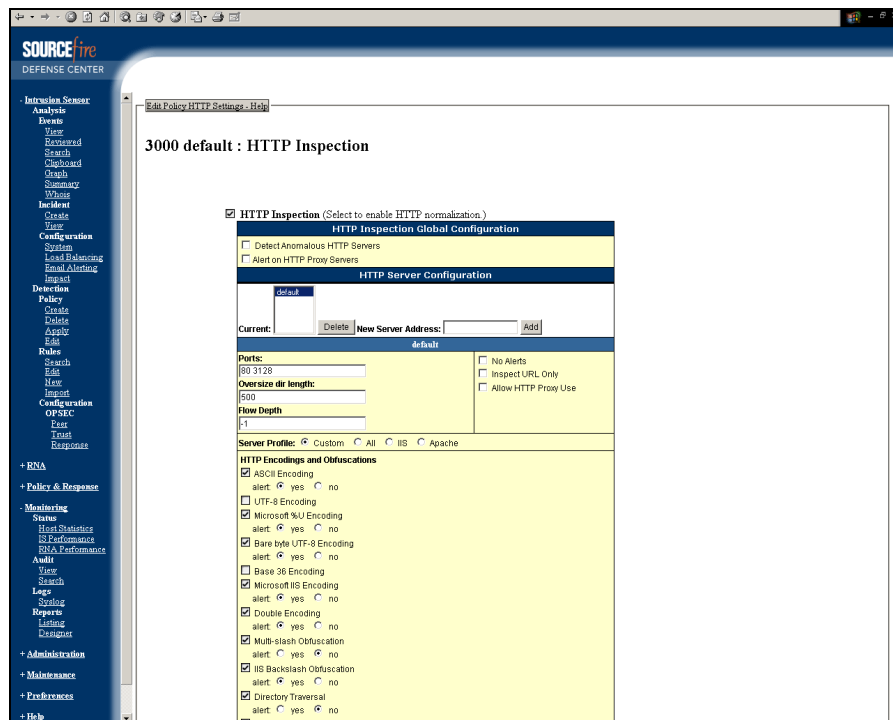 SOURCEfire
DEFENSE CENTER
- Intrusion Sensor
Analysis
Events
View
Reviewed
Search
Clipboard
Graph
Summary
Whois
Incident
Create
View
Configuration
System
Load Balancing
Email Alerting
Impact
Detection
Policy
Create
Delete
Apply
Edit
Rules
Search
Edit
New
Import
Configuration
OPSEC
Peer
Trust
Response
+ RNA
+ Policy & Response
- Monitoring
Status
Host Statistics
IS Performance
RNA Performance
Audit
View
Search
Logs
Syslog
Reports
Listing
Designer
+ Administration
+ Maintenance
+ Preferences
+ Help
Edit Policy HTTP Settings - Help
3000 default : HTTP Inspection
HTTP Inspection (Select to enable HTTP normalization.)
HTTP Inspection Global Configuration
Detect Anomalous HTTP Servers
Alert on HTTP Proxy Servers
HTTP Server Configuration
default
Current: Delete New Server Address: Add
default
Ports:
80 3128
Oversize dir length:
500
Flow Depth
-1
No Alerts
Inspect URL Only
Allow HTTP Proxy Use
Server Profile: Custom All IIS Apache
HTTP Encodings and Obfuscations
ASCII Encoding
alert: yes no
UTF-8 Encoding
Microsoft %U Encoding
alert: yes no
Bare byte UTF-8 Encoding
alert: yes no
Base 36 Encoding
Microsoft IIS Encoding
alert: yes no
Double Encoding
alert: yes no
Multi-slash Obfuscation
alert: yes no
IIS Backslash Obfuscation
alert: yes no
Directory Traversal
alert: yes no